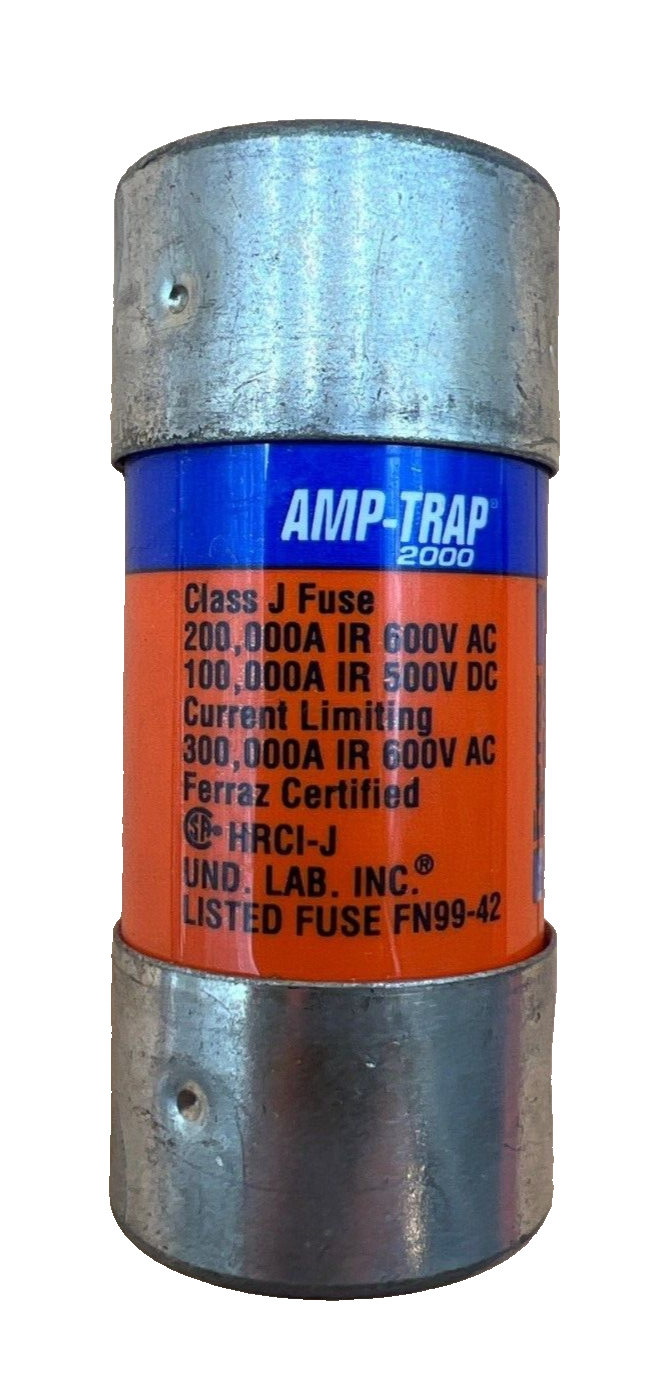 AMP-TRAP®
2000
Class J Fuse
200,000A IR 600V AC
100,000A IR 500V DC
Current Limiting
300,000A IR 600V AC
Ferraz Certified
SA® HRCI-J
UND. LAB. INC.®
LISTED FUSE FN99-42